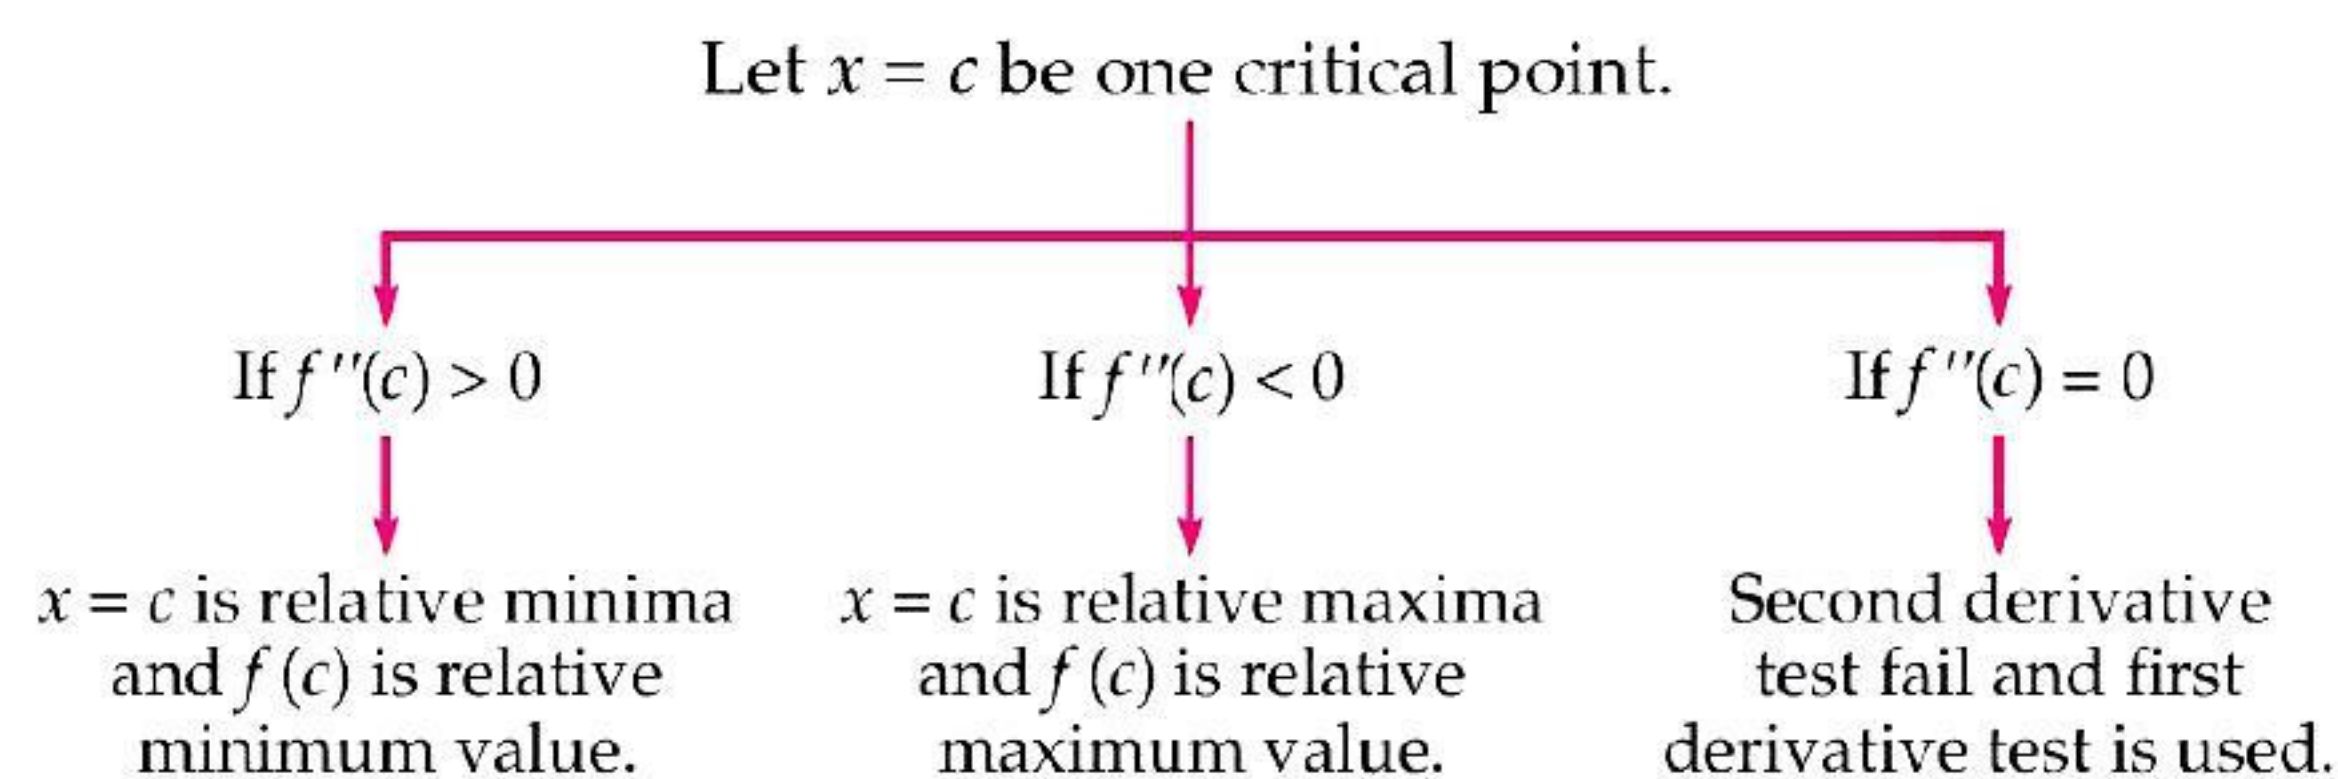 Let x = c be one critical point.
If f ''(c) > 0
If f ''(c) < 0
If f ''(c) = 0
x = c is relative minima
and f (c) is relative
minimum value.
x = c is relative maxima
and f (c) is relative
maximum value.
Second derivative
test fail and first
derivative test is used.